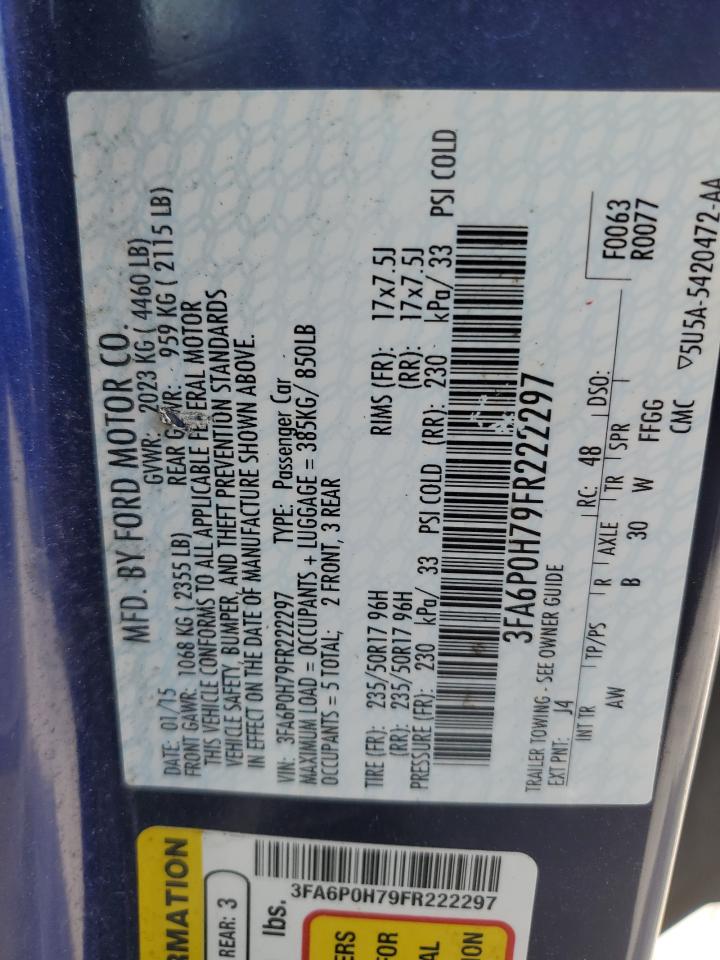 MFD. BY FORD MOTOR CO.
DATE: 01/15 GVWR: 2023 KG ( 4460 LB)
FRONT GAWR: 1068 KG ( 2355 LB) REAR GAWR: 959 KG ( 2115 LB)
THIS VEHICLE CONFORMS TO ALL APPLICABLE FEDERAL MOTOR
VEHICLE SAFETY, BUMPER, AND THEFT PREVENTION STANDARDS
IN EFFECT ON THE DATE OF MANUFACTURE SHOWN ABOVE.
VIN: 3FA6P0H79FR222297 TYPE: Passenger Car
MAXIMUM LOAD = OCCUPANTS + LUGGAGE = 385KG/ 850LB
OCCUPANTS = 5 TOTAL; 2 FRONT, 3 REAR
TIRE (FR): 235/50R17 96H RIMS (FR): 17x7.5J
(RR): 235/50R17 96H (RR): 17x7.5J
PRESSURE (FR): 230 kPa/ 33 PSI COLD (RR): 230 kPa/ 33 PSI COLD
3FA6P0H79FR222297
TRAILER TOWING - SEE OWNER GUIDE
EXT PNT: J4 RC: 48 DSO: F0063
R0077
INT TR TP/PS R AXLE TR SPR
AW B 30 W FFGG
CMC ▽5U5A-5420472-AA
RMATION
REAR: 3
lbs.
3FA6P0H79FR222297
ERS
FOR
AL
ION